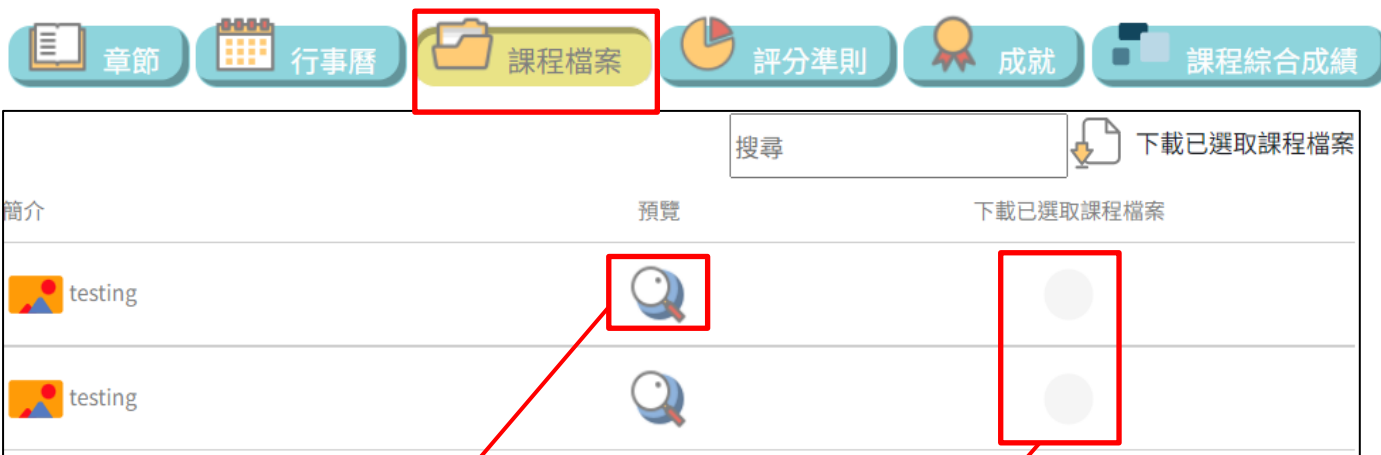 章節 行事曆 課程檔案 評分準則 成就 課程綜合成績
搜尋 下載已選取課程檔案
簡介 預覽 下載已選取課程檔案
testing
testing